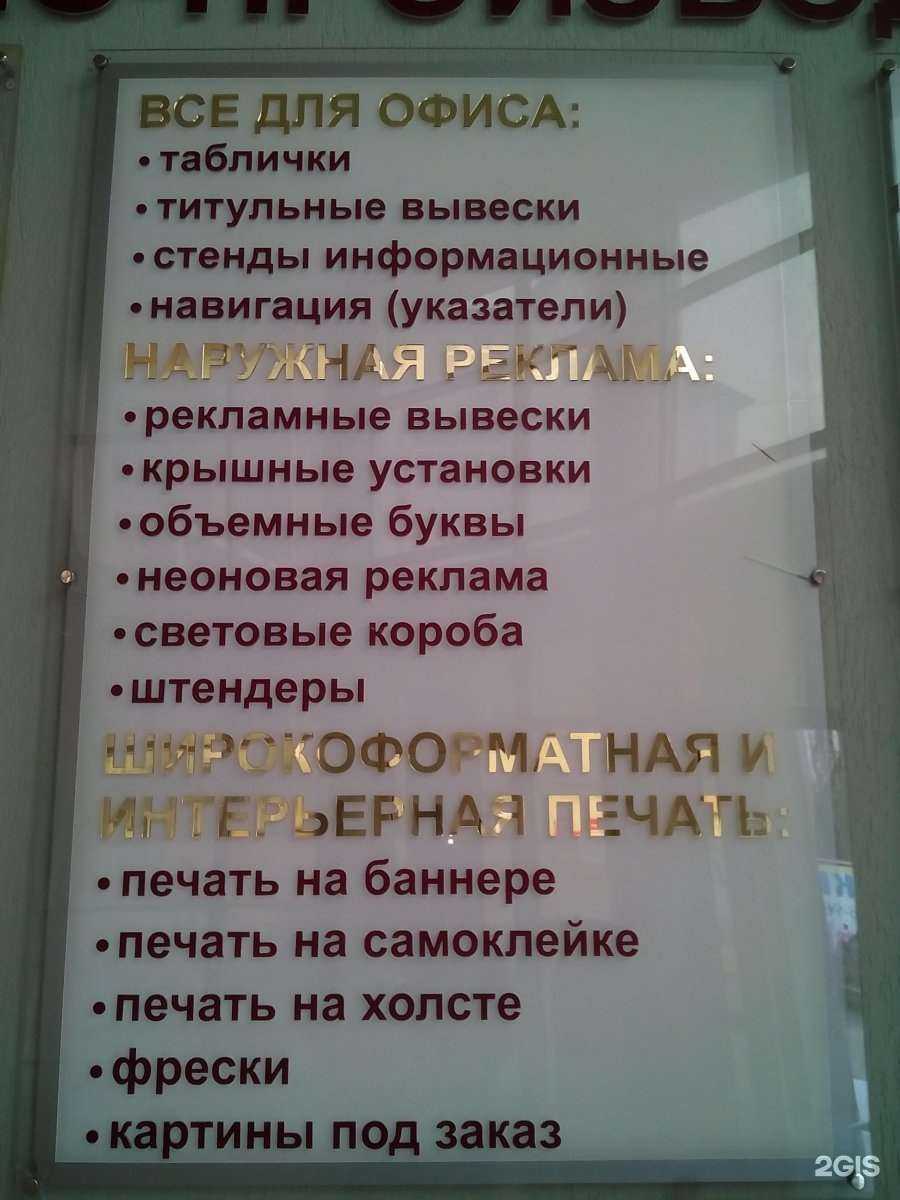 ВСЕ ДЛЯ ОФИСА:
• таблички
• титульные вывески
• стенды информационные
• навигация (указатели)
НАРУЖНАЯ РЕКЛАМА:
• рекламные вывески
• крышные установки
• объемные буквы
• неоновая реклама
• световые короба
• штендеры
ШИРОКОФОРМАТНАЯ И
ИНТЕРЬЕРНАЯ ПЕЧАТЬ:
• печать на баннере
• печать на самоклейке
• печать на холсте
• фрески
• картины под заказ
2GIS